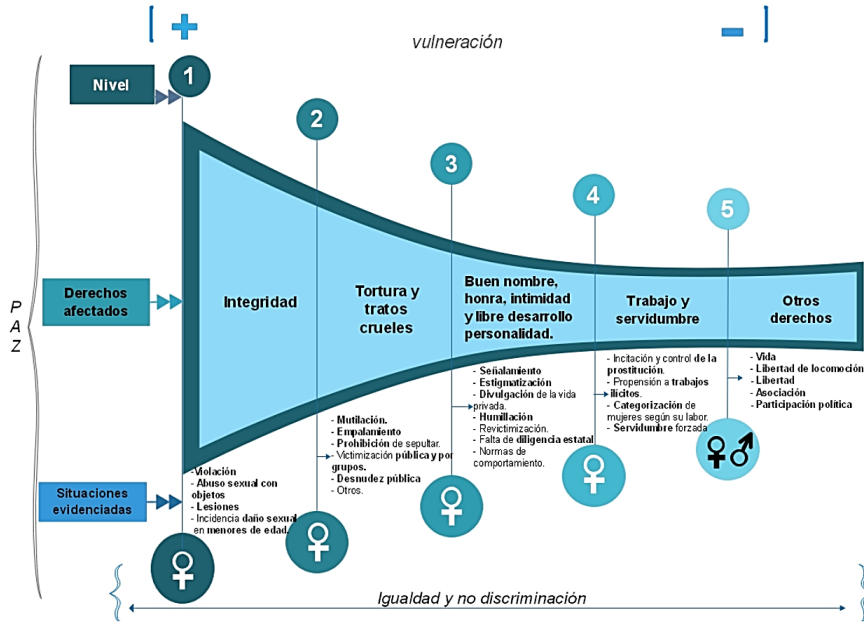 [ + vulneración - ]
Nivel
1
2
3
4
5
P
A
Z
Derechos
afectados
Integridad
Tortura y
tratos
crueles
Buen nombre,
honra, intimidad
y libre desarrollo
personalidad.
Trabajo y
servidumbre
Otros
derechos
Situaciones
evidenciadas
-Violación
- Abuso sexual con
objetos
- Lesiones
- Incidencia daño sexual
en menores de edad.
- Mutilación.
- Empalamiento
- Prohibición de sepultar.
- Victimización pública y por
grupos.
- Desnudez pública
- Otros.
- Señalamiento
- Estigmatización
- Divulgación de la vida
privada.
- Humillación
- Revictimización.
- Falta de diligencia estatal
- Normas de
comportamiento.
- Incitación y control de la
prostitución.
- Propensión a trabajos
ilícitos.
- Categorización de
mujeres según su labor.
- Servidumbre forzada
- Vida
- Libertad de locomoción
- Libertad
- Asociación
- Participación política
Igualdad y no discriminación